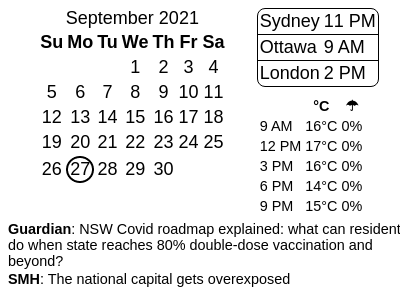 September 2021
Su Mo Tu We Th Fr Sa
1 2 3 4
5 6 7 8 9 10 11
12 13 14 15 16 17 18
19 20 21 22 23 24 25
26 27 28 29 30
Sydney 11 PM
Ottawa 9 AM
London 2 PM
°C ☂
9 AM 16°C 0%
12 PM 17°C 0%
3 PM 16°C 0%
6 PM 14°C 0%
9 PM 15°C 0%
Guardian: NSW Covid roadmap explained: what can resident
do when state reaches 80% double-dose vaccination and
beyond?
SMH: The national capital gets overexposed